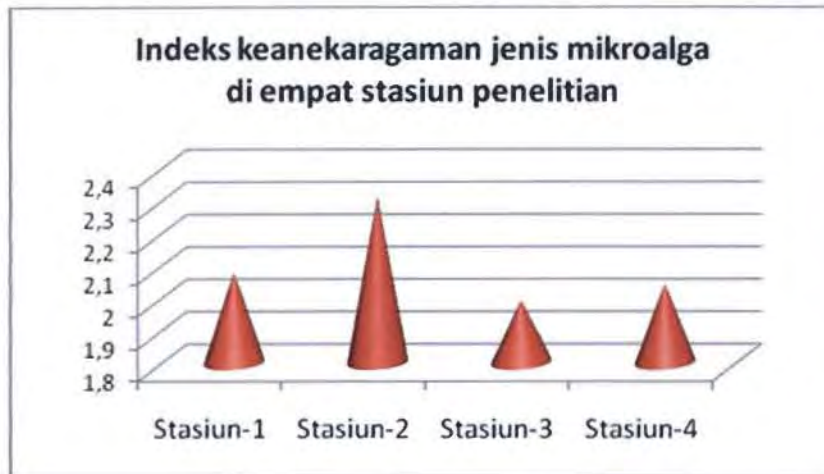 Indeks keanekaragaman jenis mikroalga
di empat stasiun penelitian
2,4
2,3
2,2
2,1
2
1,9
1,8
Stasiun-1 Stasiun-2 Stasiun-3 Stasiun-4